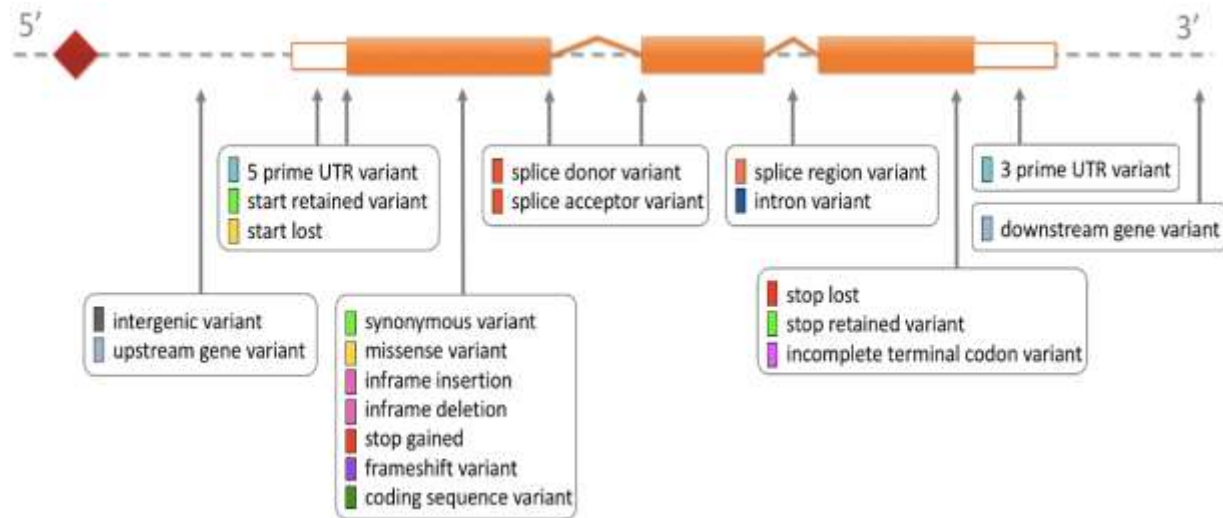 5’
3’
5 prime UTR variant
start retained variant
start lost
splice donor variant
splice acceptor variant
splice region variant
intron variant
3 prime UTR variant
downstream gene variant
intergenic variant
upstream gene variant
synonymous variant
missense variant
inframe insertion
inframe deletion
stop gained
frameshift variant
coding sequence variant
stop lost
stop retained variant
incomplete terminal codon variant